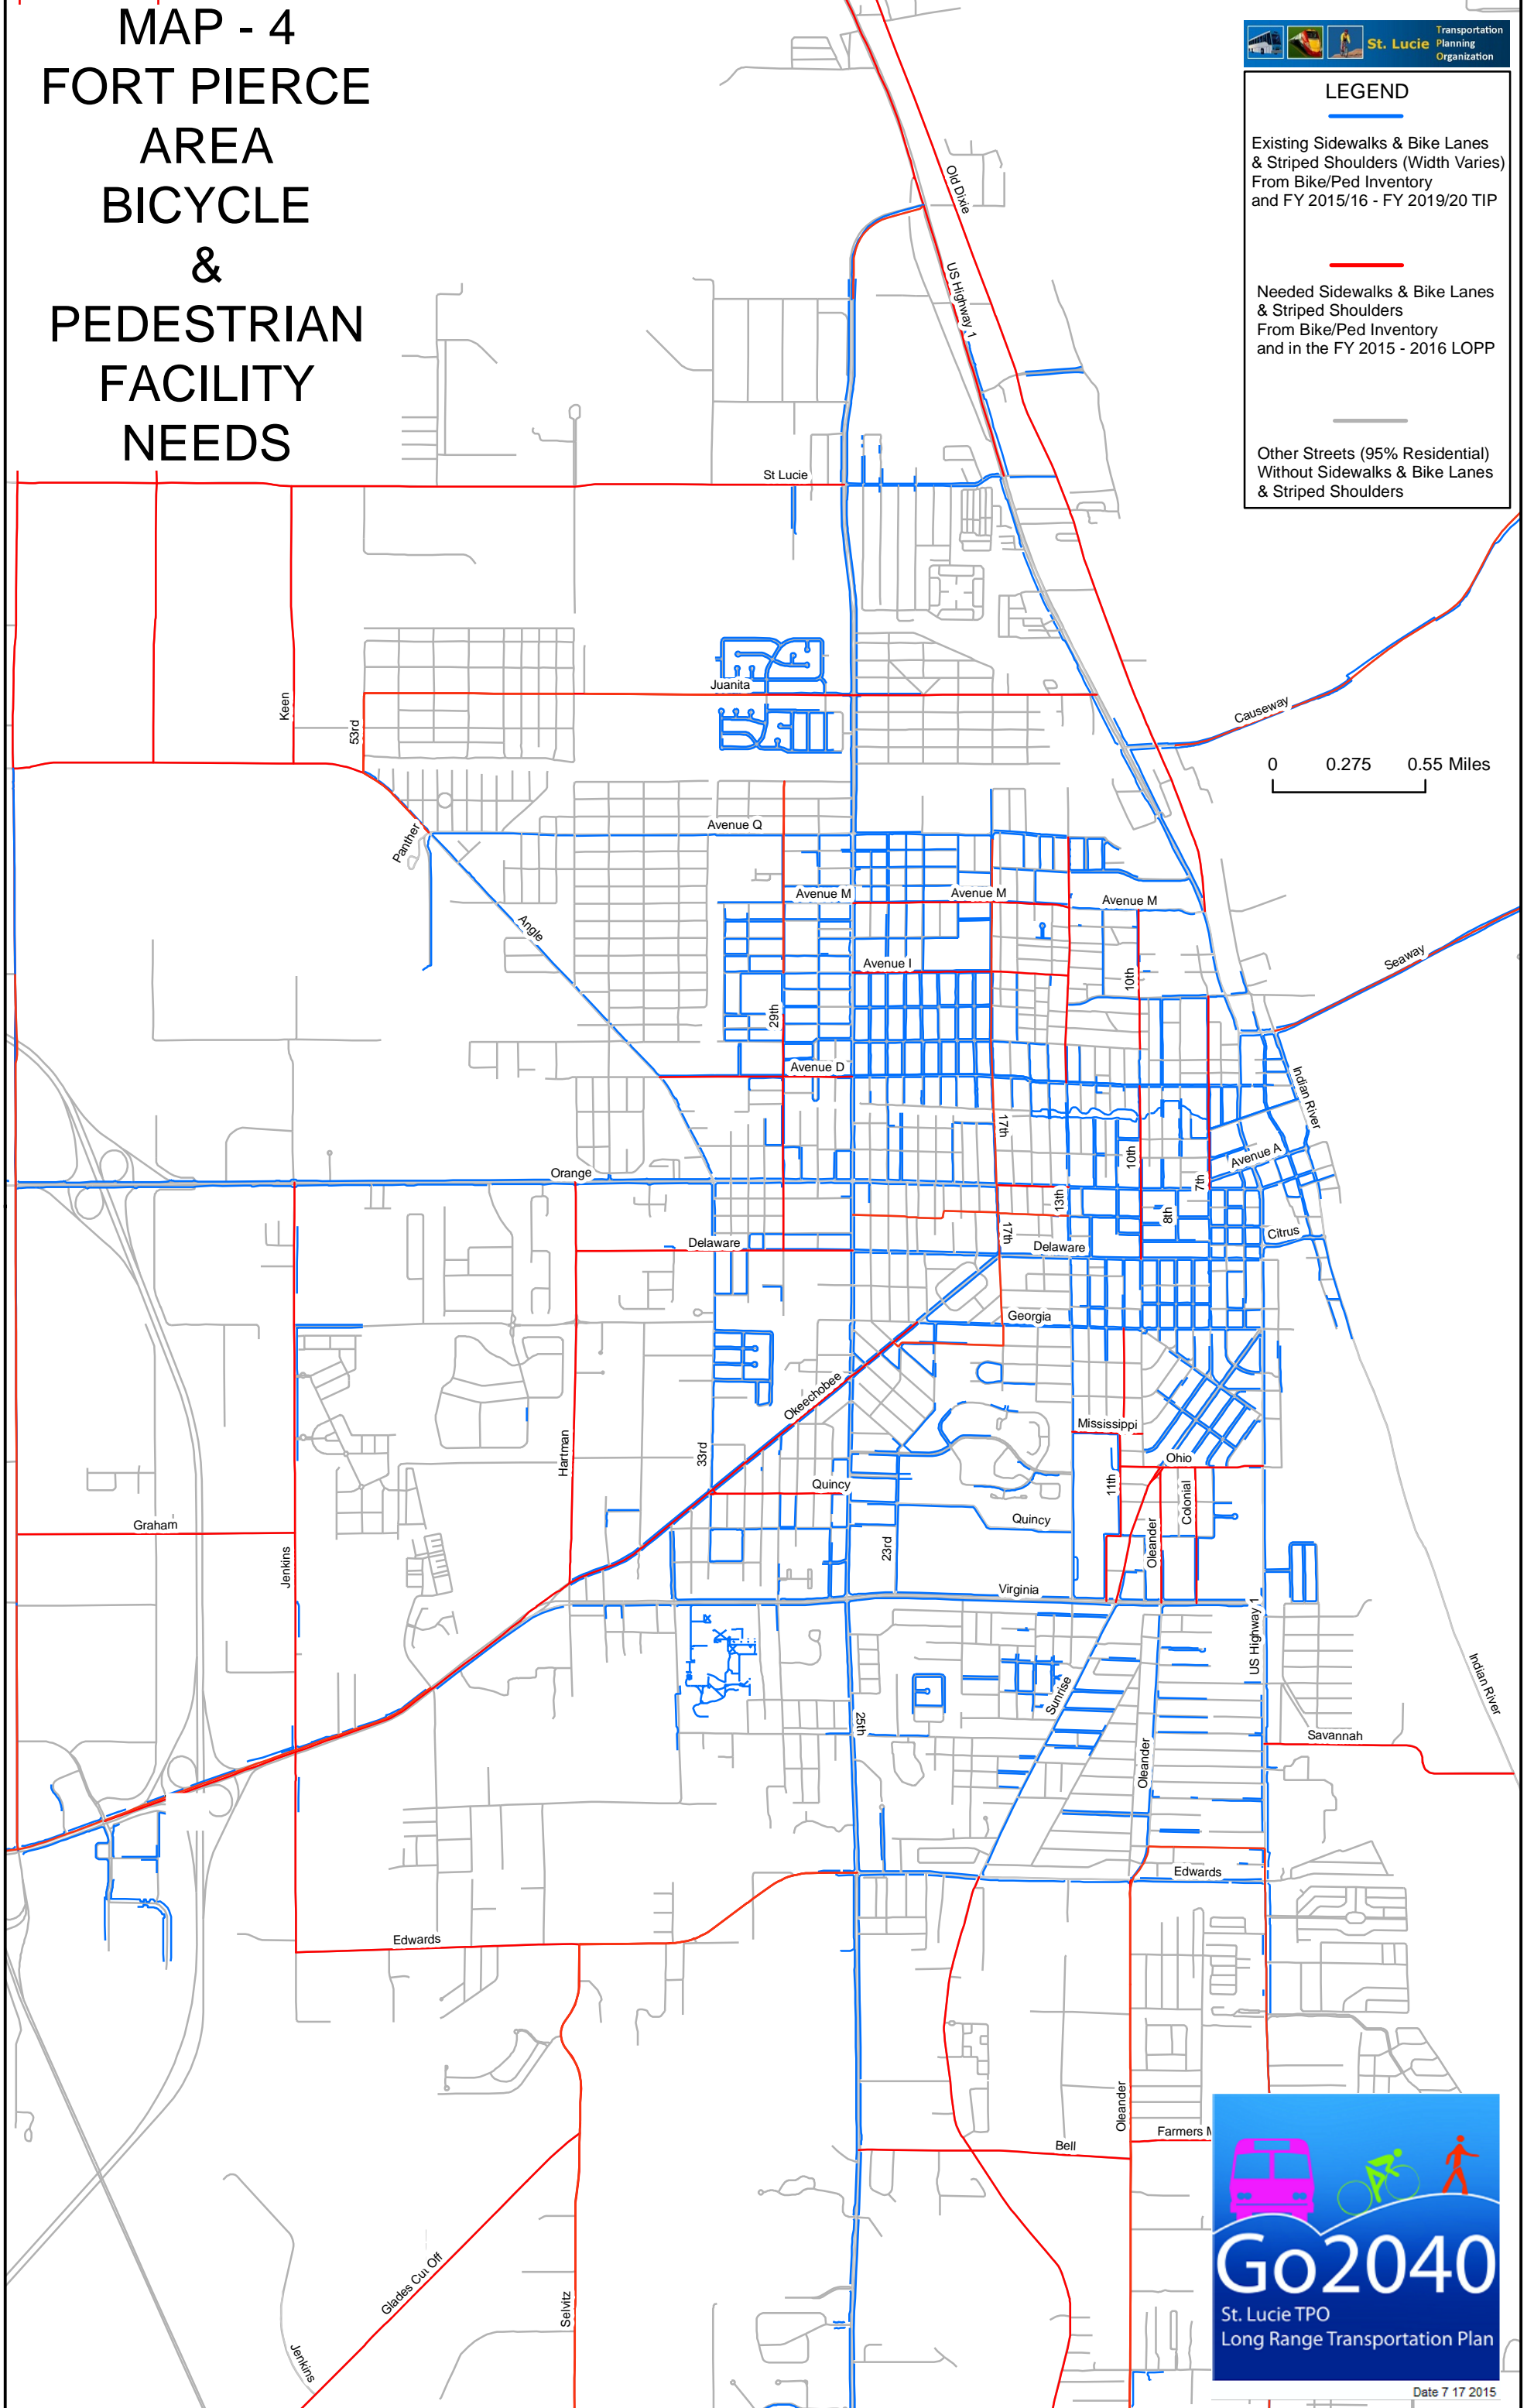 MAP - 4
FORT PIERCE
AREA
BICYCLE
&
PEDESTRIAN
FACILITY
NEEDS
St. Lucie
Transportation
Planning
Organization
LEGEND
Existing Sidewalks & Bike Lanes
& Striped Shoulders (Width Varies)
From Bike/Ped Inventory
and FY 2015/16 - FY 2019/20 TIP
Needed Sidewalks & Bike Lanes
& Striped Shoulders
From Bike/Ped Inventory
and in the FY 2015 - 2016 LOPP
Other Streets (95% Residential)
Without Sidewalks & Bike Lanes
& Striped Shoulders
Old Dixie
US Highway 1
St Lucie
Juanita
Keen
53rd
Causeway
0 0.275 0.55 Miles
Panther
Avenue Q
Avenue M
Avenue M
Avenue M
Angle
Avenue I
Seaway
10th
29th
Avenue D
Indian River
17th
10th
Avenue A
Orange
7th
13th
8th
17th
Citrus
Delaware
Delaware
Georgia
Okeechobee
Mississippi
Hartman
33rd
Ohio
Quincy
11th
Colonial
Graham
Quincy
Oleander
23rd
Jenkins
Virginia
US Highway 1
Sunrise
Indian River
25th
Savannah
Oleander
Edwards
Edwards
Oleander
Farmers M
Bell
Glades Cut Off
Selvitz
Jenkins
Go2040
St. Lucie TPO
Long Range Transportation Plan
Date 7 17 2015